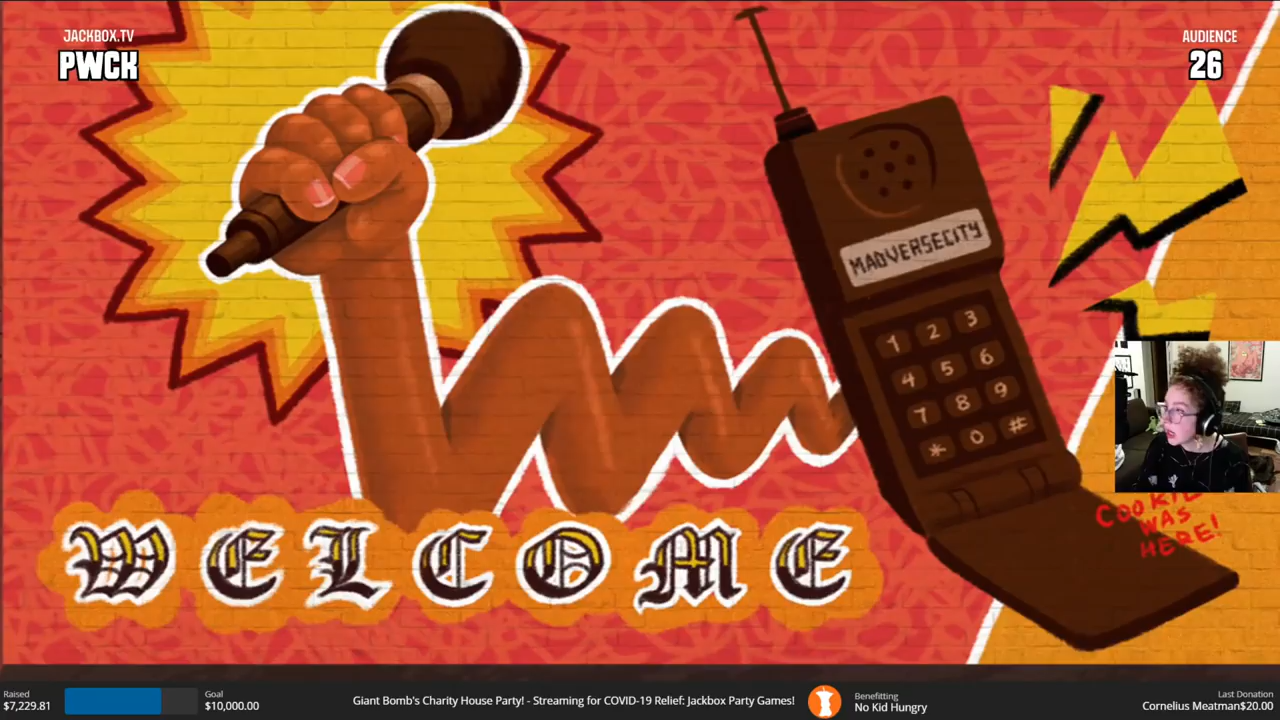 JACKBOX.TV
PWCK
AUDIENCE
26
MADVERSECITY
1 2 3
4 5 6
7 8 9
* 0 #
COOKIE
WAS
HERE!
WELCOME
Raised
$7,229.81
Goal
$10,000.00
Giant Bomb's Charity House Party! - Streaming for COVID-19 Relief: Jackbox Party Games!
Benefitting
No Kid Hungry
Last Donation
Cornelius Meatman$20.00